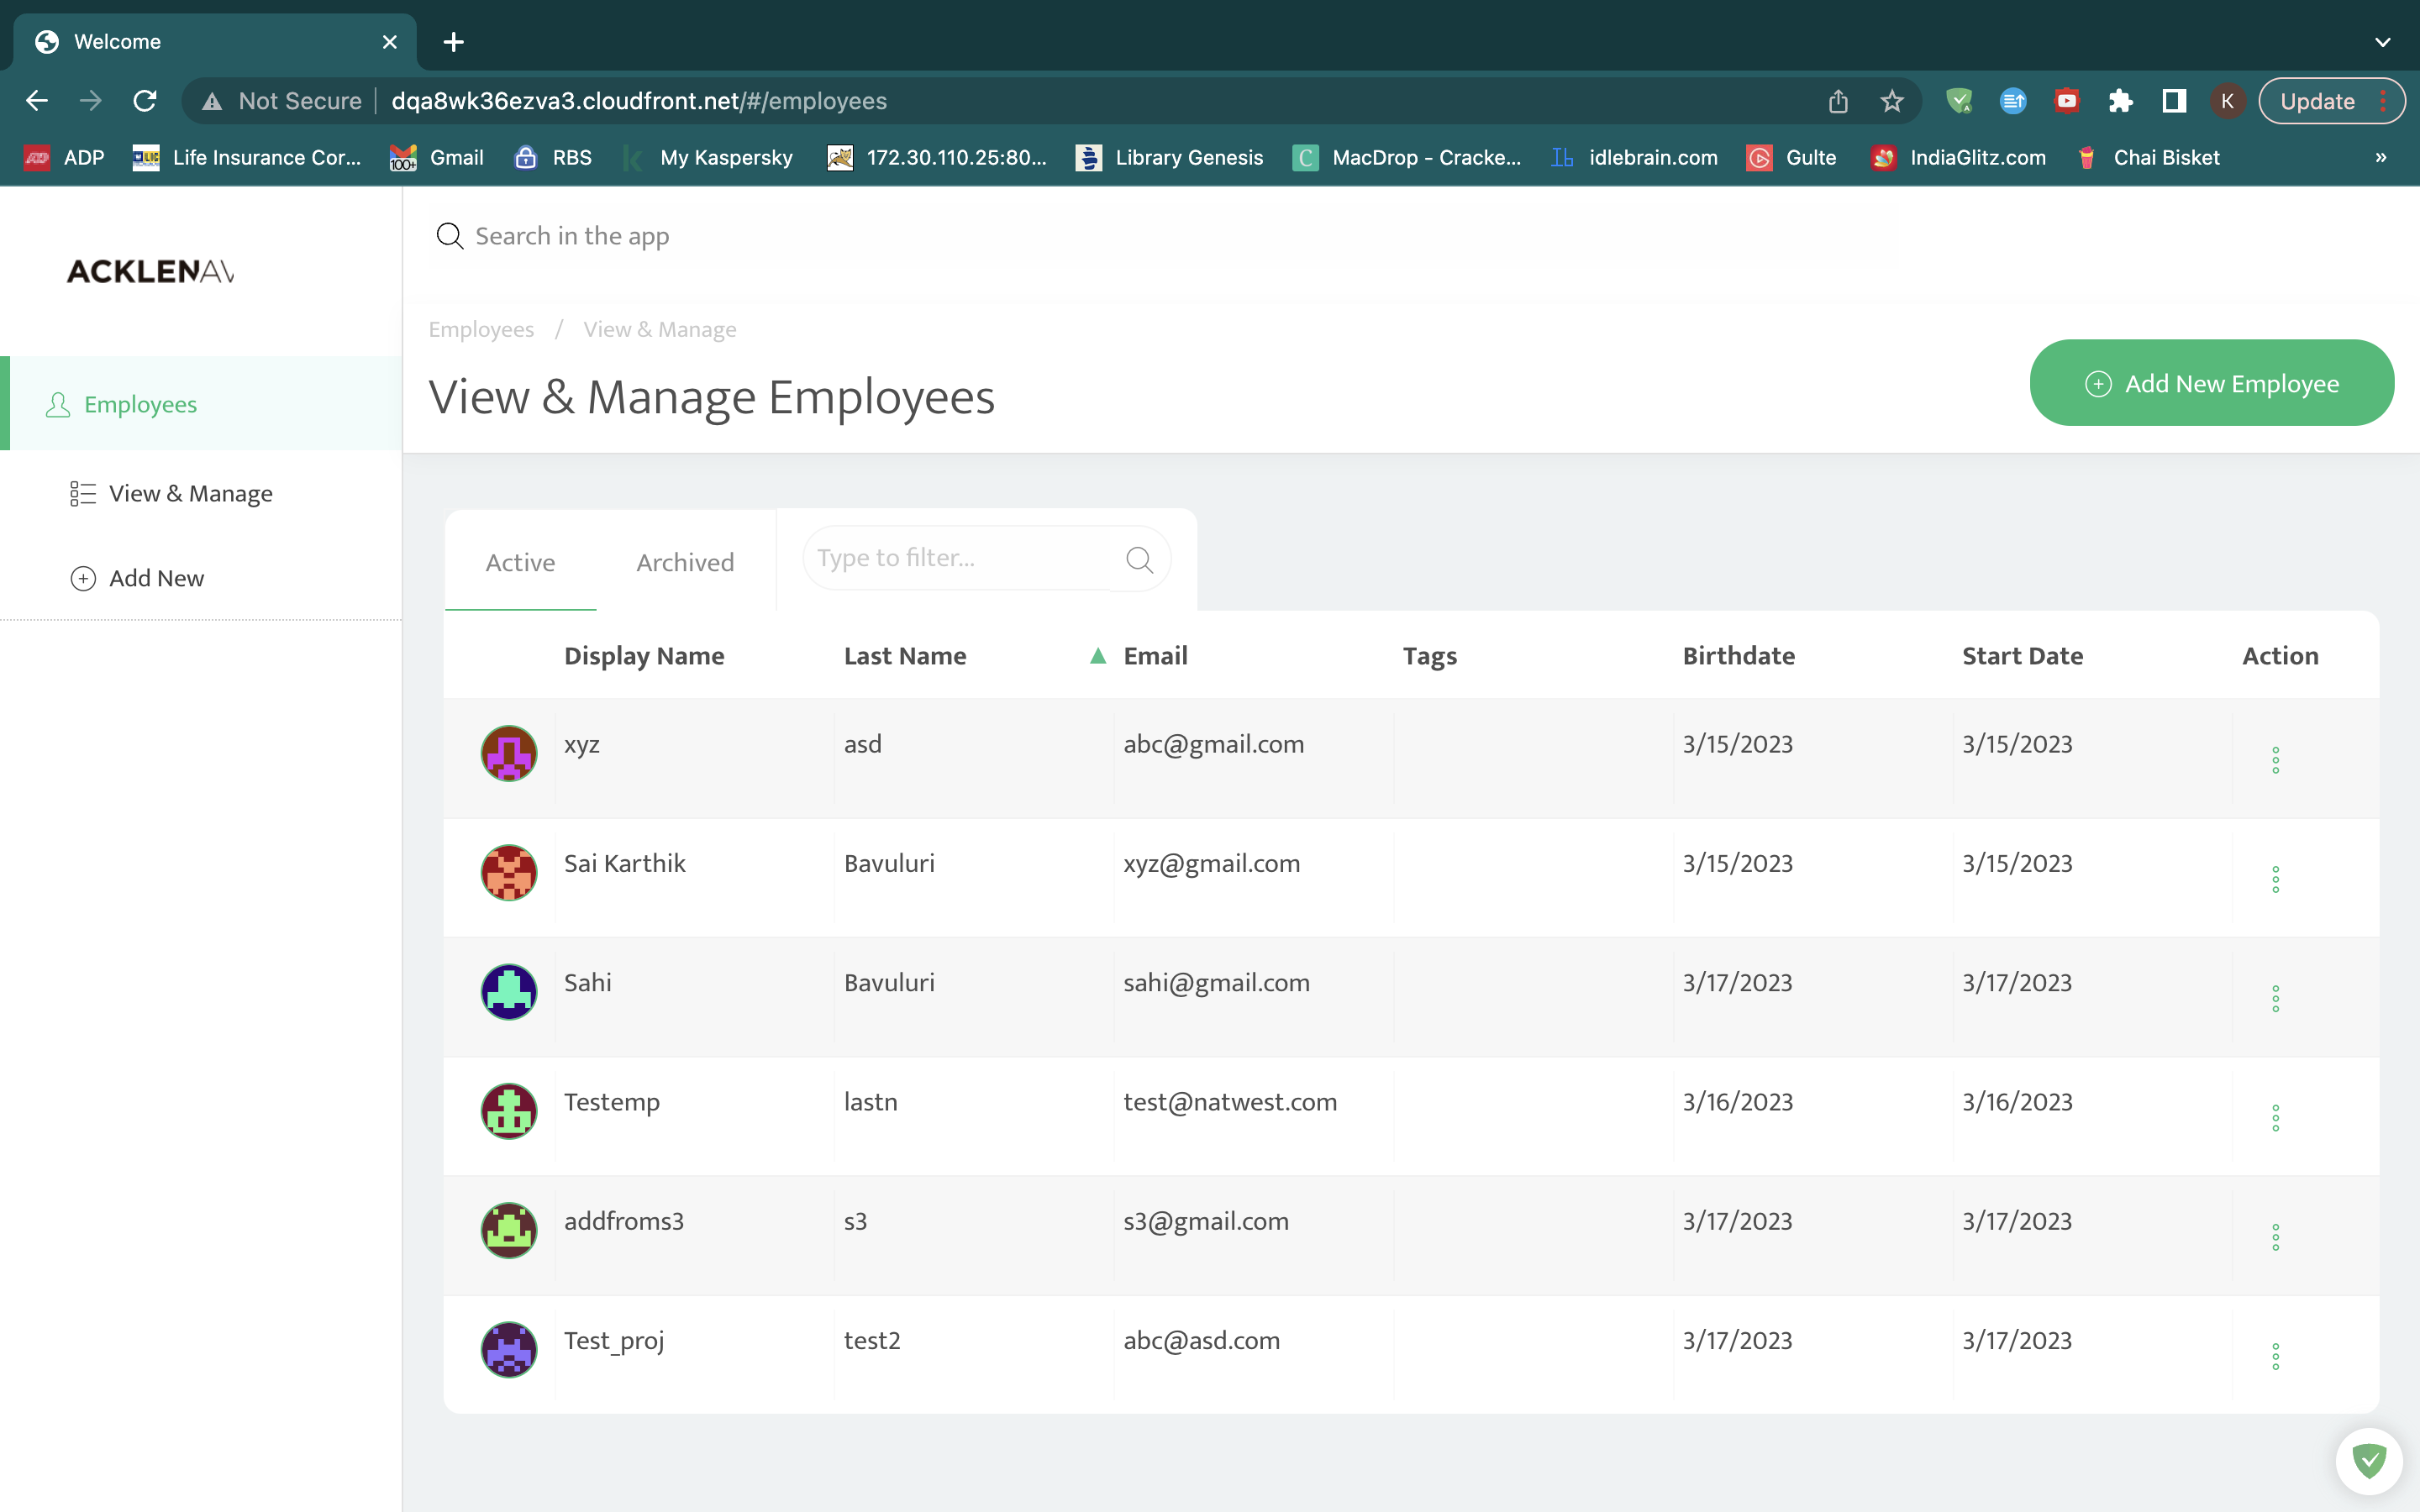 Welcome
Not Secure dqa8wk36ezva3.cloudfront.net/#/employees K Update
ADP Life Insurance Cor... 100+ Gmail RBS My Kaspersky 172.30.110.25:80... Library Genesis C MacDrop - Cracke... Ib idlebrain.com Gulte IndiaGlitz.com Chai Bisket »
Search in the app
ACKLENAV
Employees / View & Manage
View & Manage Employees
Add New Employee
Employees
View & Manage
Add New
Active Archived Type to filter...
Display Name Last Name Email Tags Birthdate Start Date Action
xyz asd abc@gmail.com 3/15/2023 3/15/2023
Sai Karthik Bavuluri xyz@gmail.com 3/15/2023 3/15/2023
Sahi Bavuluri sahi@gmail.com 3/17/2023 3/17/2023
Testemp lastn test@natwest.com 3/16/2023 3/16/2023
addfroms3 s3 s3@gmail.com 3/17/2023 3/17/2023
Test_proj test2 abc@asd.com 3/17/2023 3/17/2023